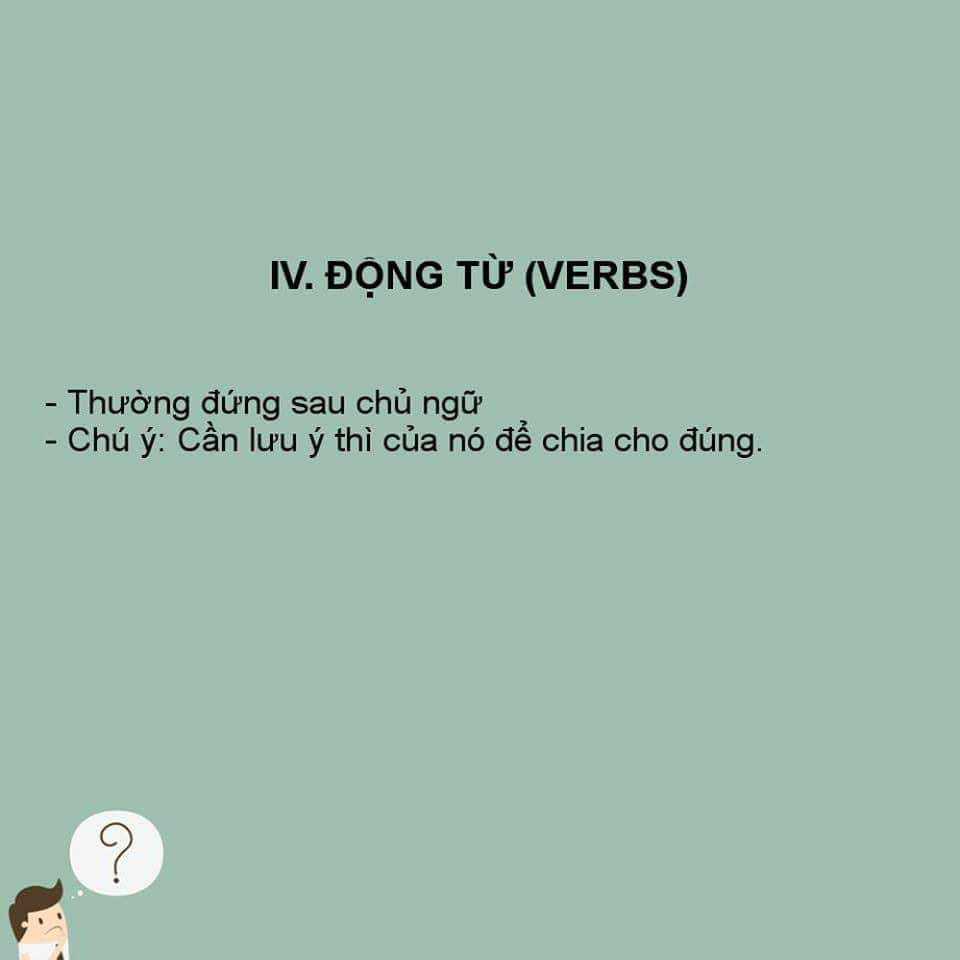 IV. ĐỘNG TỪ (VERBS)
- Thường đứng sau chủ ngữ
- Chú ý: Cần lưu ý thì của nó để chia cho đúng.
?